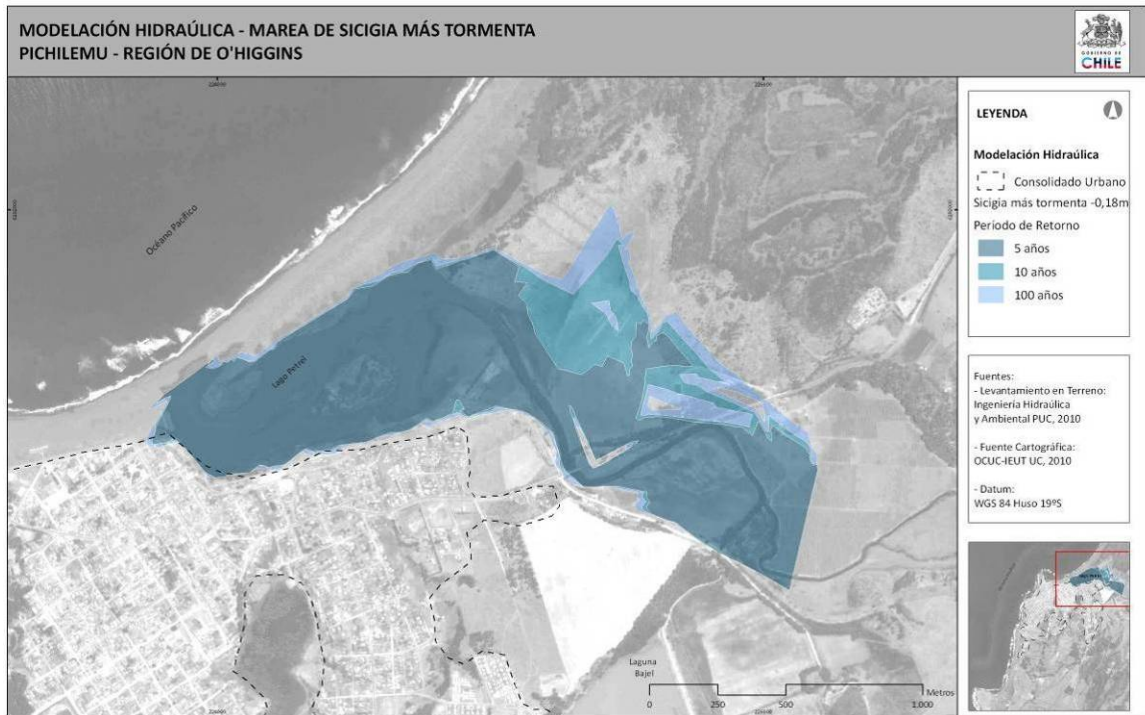 MODELACIÓN HIDRAÚLICA - MAREA DE SICIGIA MÁS TORMENTA
PICHILEMU - REGIÓN DE O'HIGGINS
GOBIERNO DE
CHILE
Océano Pacífico
Lago Petrel
Laguna
Bajel
0 250 500 1.000
Metros
LEYENDA
Modelación Hidraúlica
Consolidado Urbano
Sicigia más tormenta -0,18m
Período de Retorno
5 años
10 años
100 años
Fuentes:
- Levantamiento en Terreno:
Ingeniería Hidraúlica
y Ambiental PUC, 2010
- Fuente Cartográfica:
OCUC-IEUT UC, 2010
- Datum:
WGS 84 Huso 19ºS